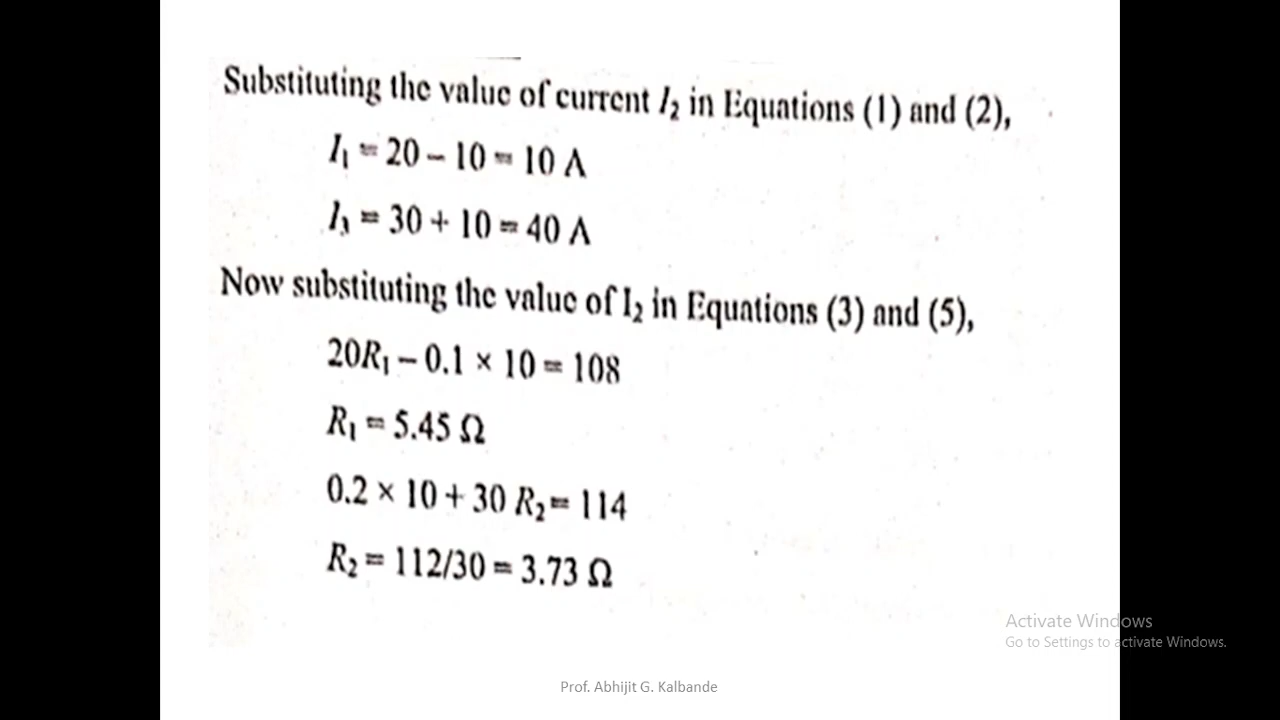 Substituting the value of current I₂ in Equations (1) and (2),
I₁ = 20 – 10 = 10 A
I₃ = 30 + 10 = 40 A
Now substituting the value of I₂ in Equations (3) and (5),
20R₁ – 0.1 × 10 = 108
R₁ = 5.45 Ω
0.2 × 10 + 30 R₂ = 114
R₂ = 112/30 = 3.73 Ω
Activate Windows
Go to Settings to activate Windows.
Prof. Abhijit G. Kalbande